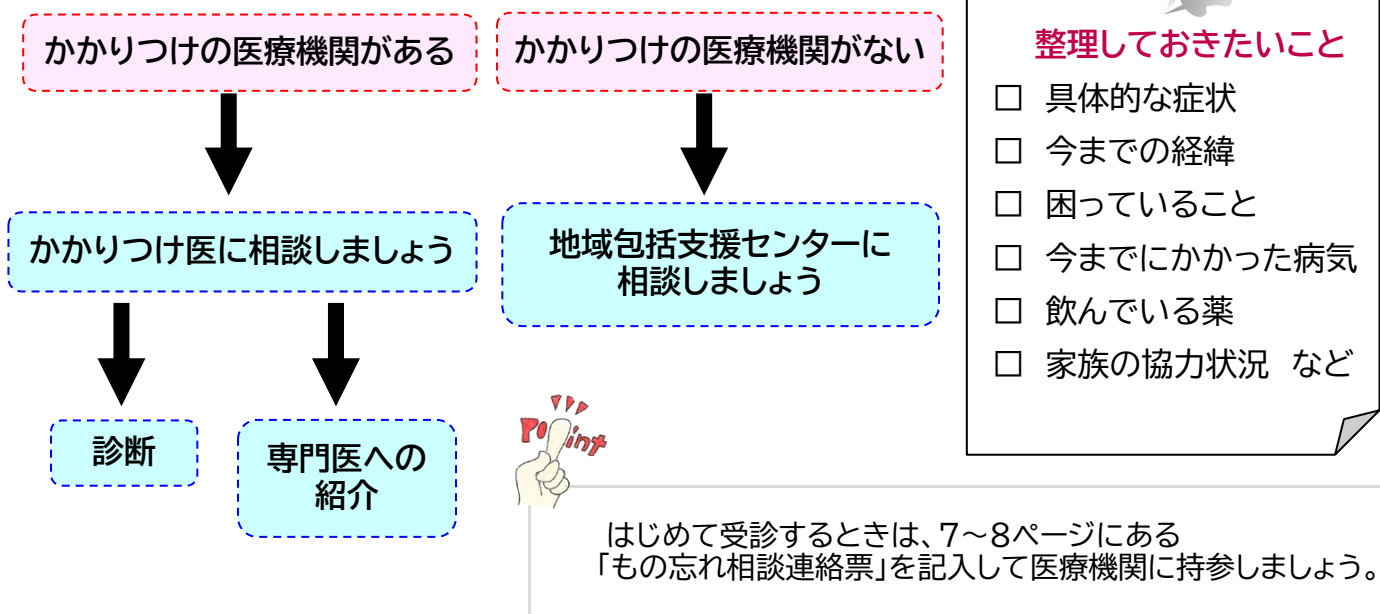 かかりつけの医療機関がある
かかりつけの医療機関がない
かかりつけ医に相談しましょう
地域包括支援センターに
相談しましょう
診断
専門医への
紹介
整理しておきたいこと
□ 具体的な症状
□ 今までの経緯
□ 困っていること
□ 今までにかかった病気
□ 飲んでいる薬
□ 家族の協力状況 など
Point
はじめて受診するときは、7~8ページにある
「もの忘れ相談連絡票」を記入して医療機関に持参しましょう。